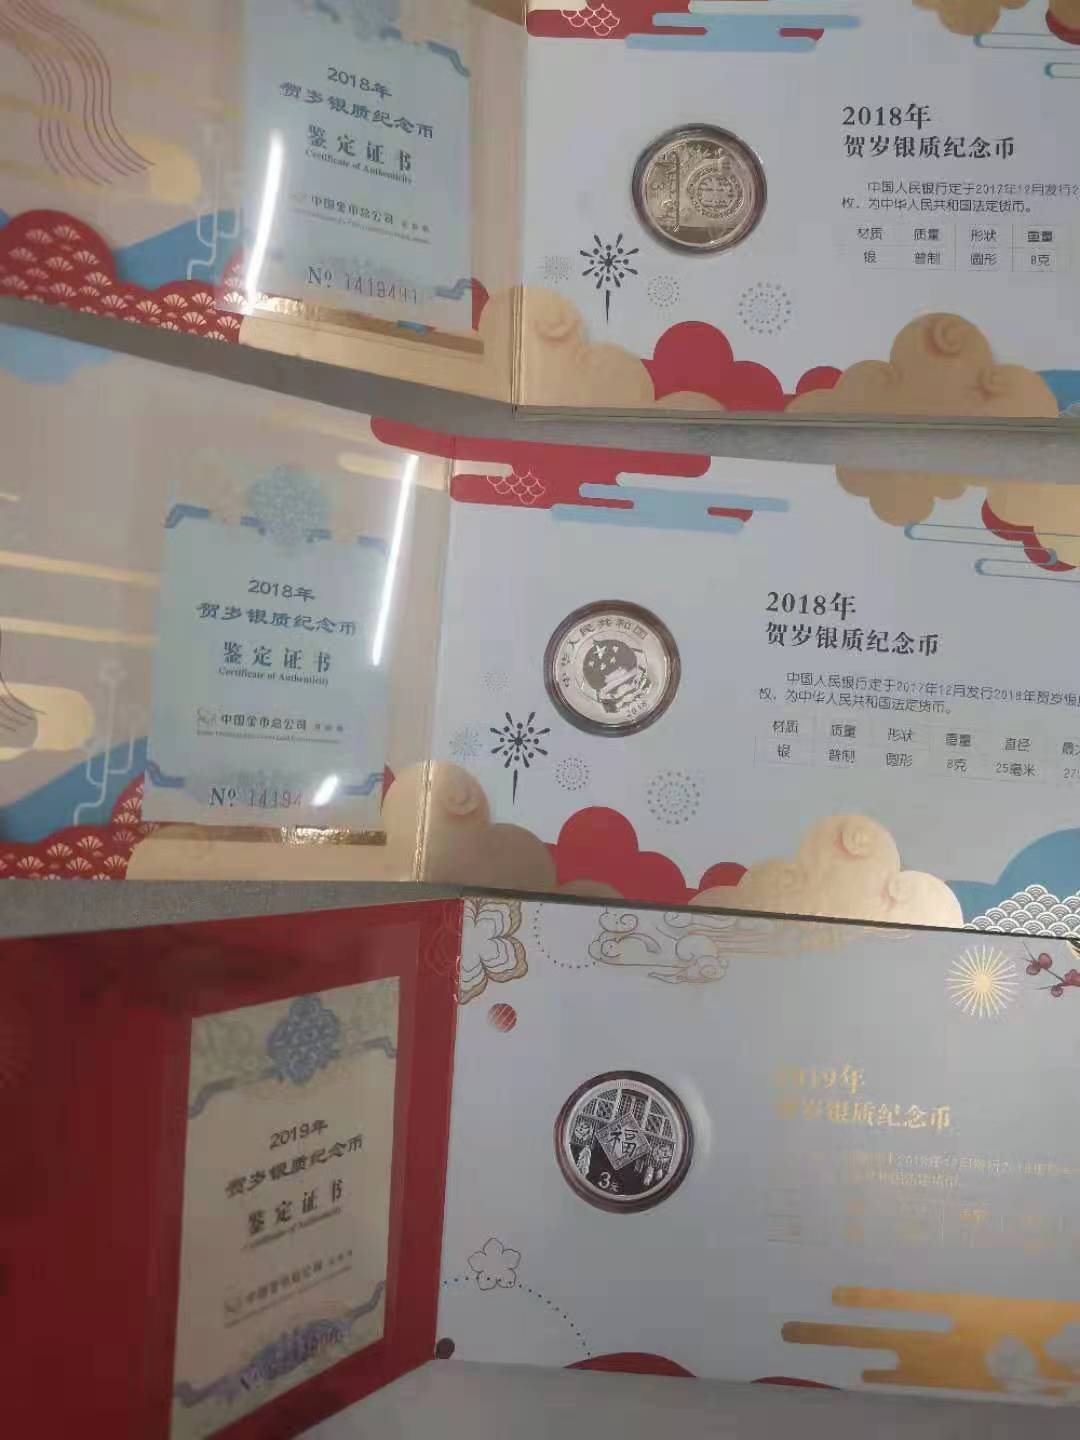 2018年
贺岁银质纪念币
鉴定证书
Certificate of Authenticity
中国金币总公司
№ 1419411
2018年
贺岁银质纪念币
中国人民银行定于2017年12月发行2
枚，为中华人民共和国法定货币。
材质 质量 形状 重量
银 普制 圆形 8克
2018年
贺岁银质纪念币
鉴定证书
Certificate of Authenticity
中国金币总公司
№ 14194
中华人民共和国
2018
2018年
贺岁银质纪念币
中国人民银行定于2017年12月发行2018年贺岁银
枚，为中华人民共和国法定货币。
材质 质量 形状 重量 直径
银 普制 圆形 8克 25毫米 27
2019年
贺岁银质纪念币
鉴定证书
Certificate of Authenticity
中国金币总公司
福
3元
2019年
贺岁银质纪念币